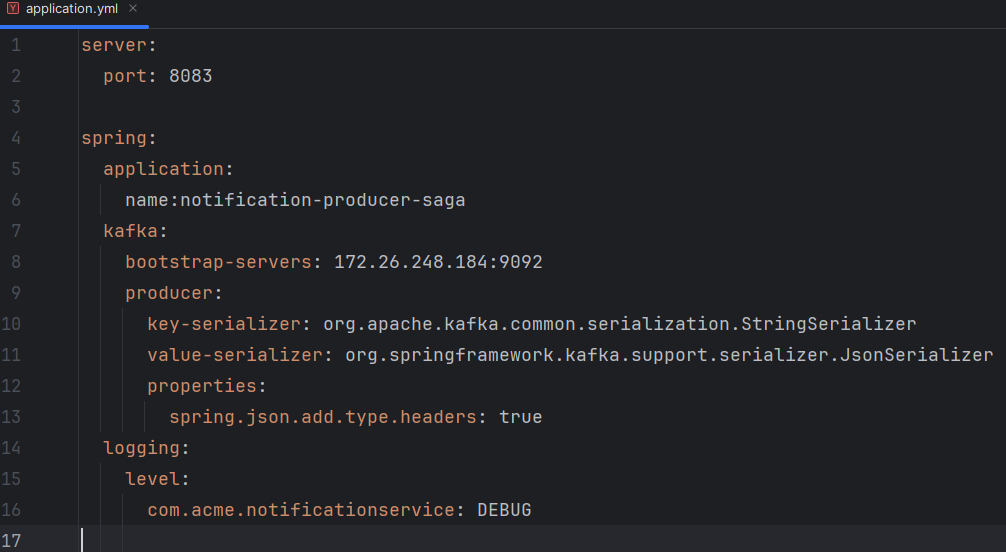 application.yml
1 server:
2   port: 8083
3
4 spring:
5   application:
6     name:notification-producer-saga
7   kafka:
8     bootstrap-servers: 172.26.248.184:9092
9     producer:
10       key-serializer: org.apache.kafka.common.serialization.StringSerializer
11       value-serializer: org.springframework.kafka.support.serializer.JsonSerializer
12       properties:
13         spring.json.add.type.headers: true
14   logging:
15     level:
16       com.acme.notificationservice: DEBUG
17